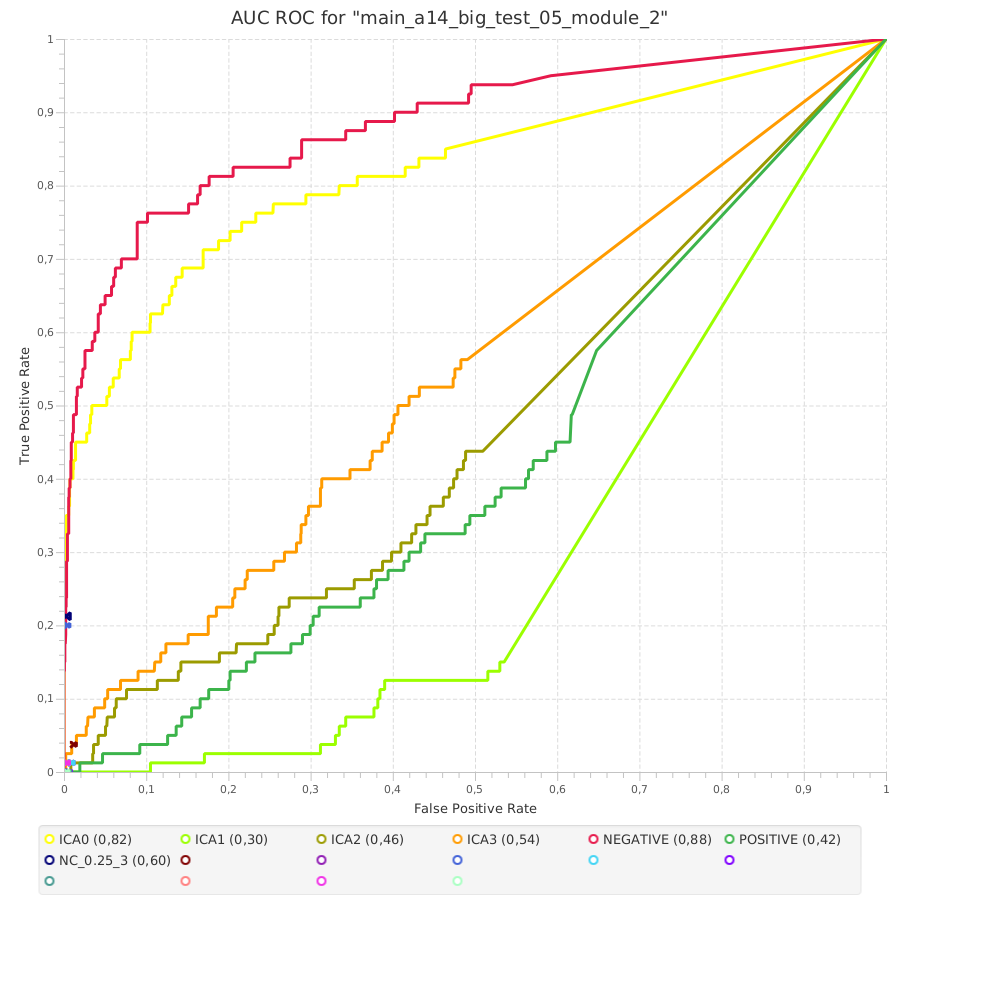 AUC ROC for "main_a14_big_test_05_module_2"
1
0,9
0,8
0,7
0,6
0,5
0,4
0,3
0,2
0,1
0
True Positive Rate
0 0,1 0,2 0,3 0,4 0,5 0,6 0,7 0,8 0,9 1
False Positive Rate
ICA0 (0,82) ICA1 (0,30) ICA2 (0,46) ICA3 (0,54) NEGATIVE (0,88) POSITIVE (0,42)
NC_0.25_3 (0,60)